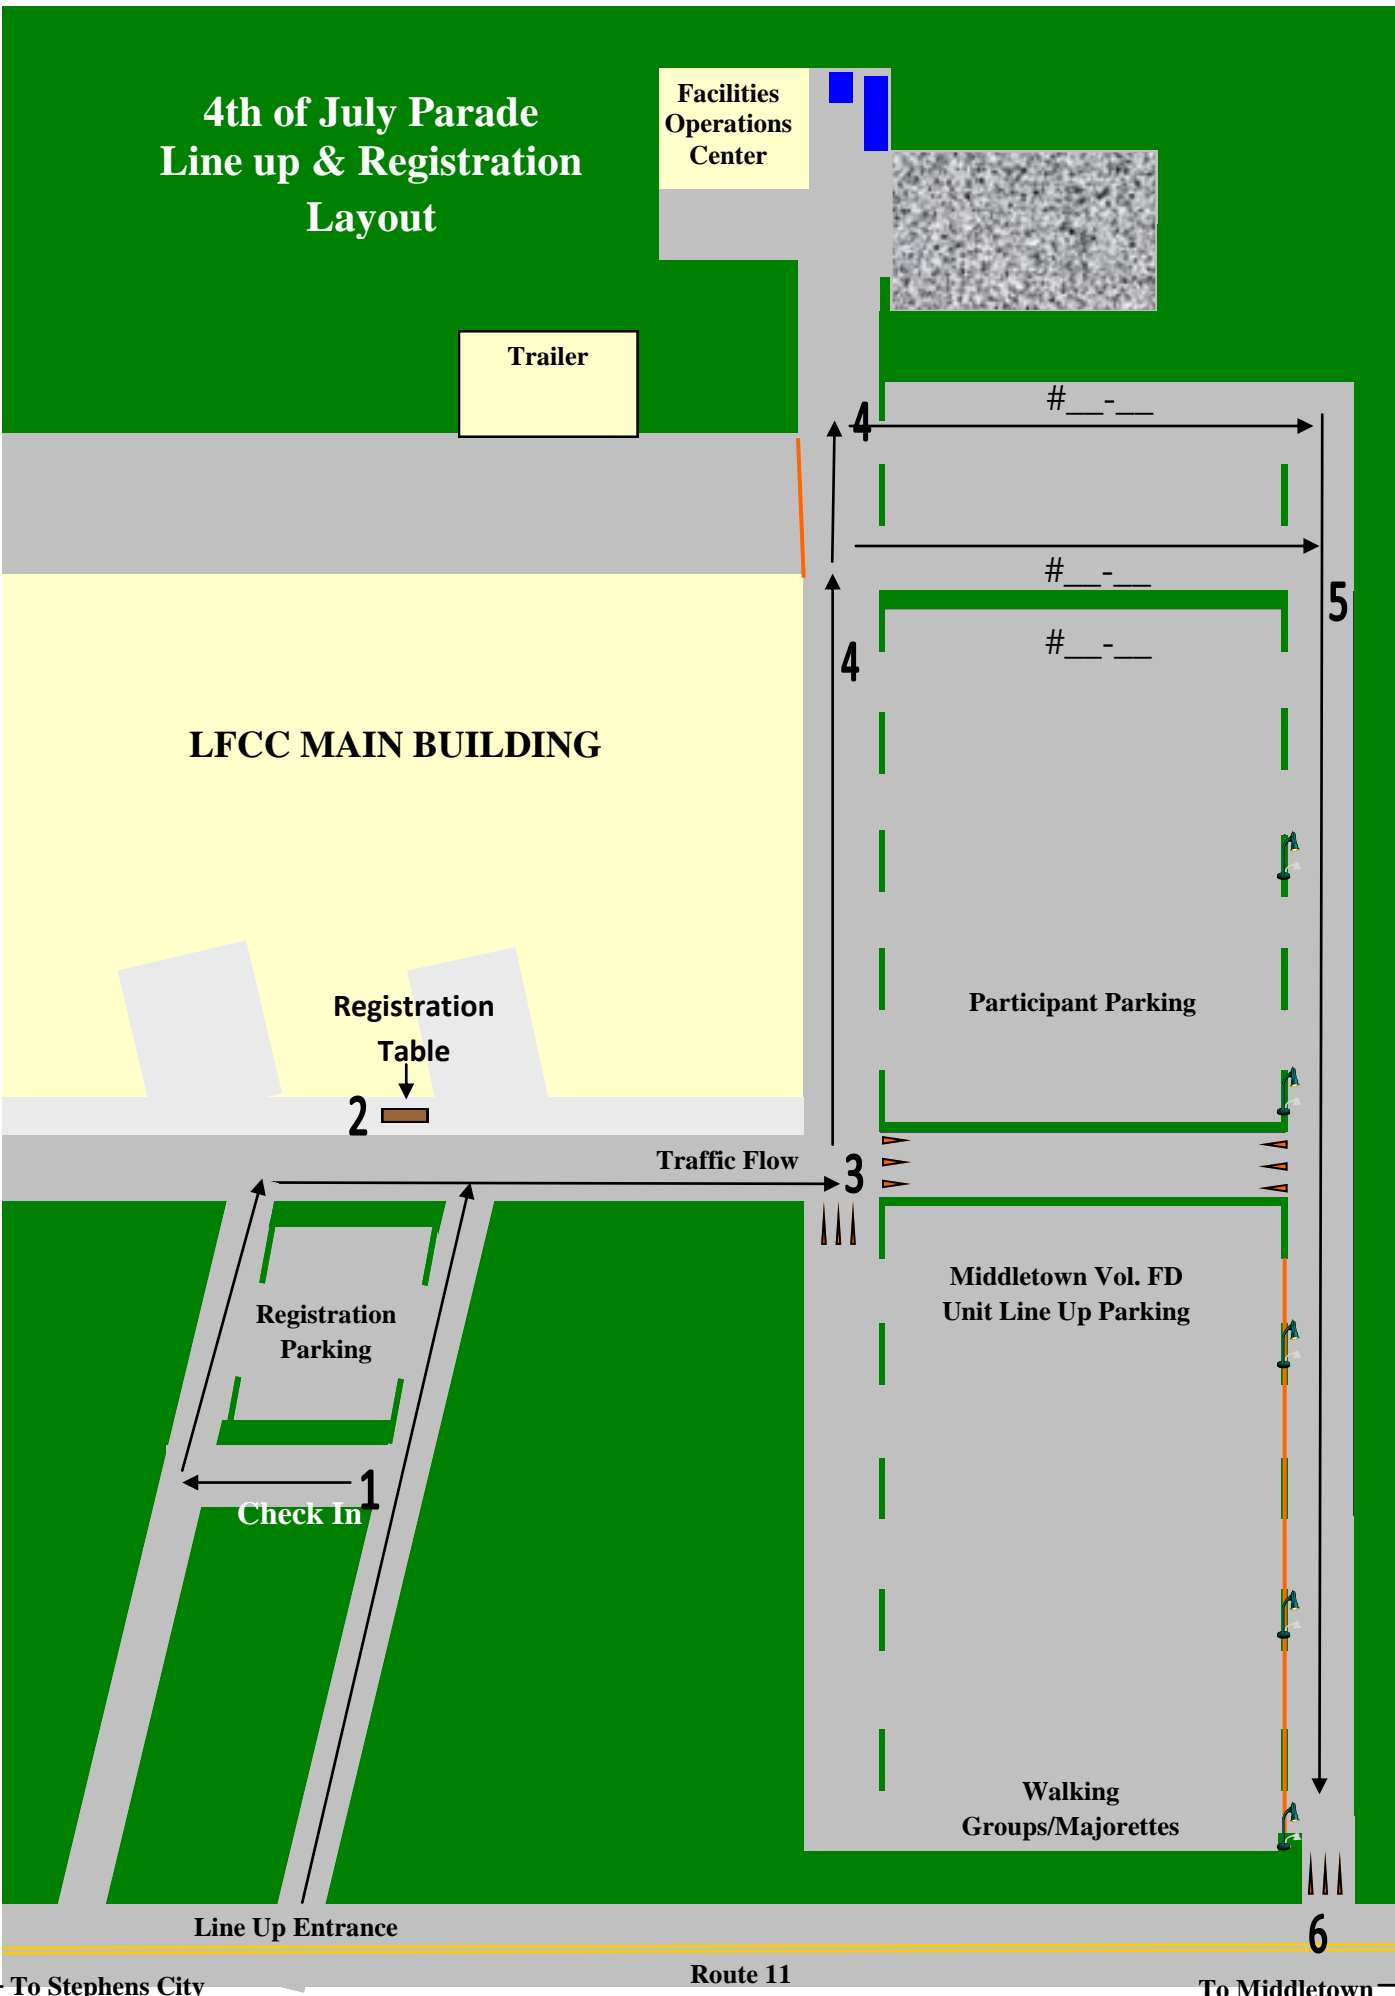 4th of July Parade
Line up & Registration
Layout
Facilities
Operations
Center
Trailer
4
#__-__
#__-__
5
#__-__
4
LFCC MAIN BUILDING
Participant Parking
Registration
Table
2
Traffic Flow
3
Middletown Vol. FD
Unit Line Up Parking
Registration
Parking
1
Check In
Walking
Groups/Majorettes
Line Up Entrance
6
Route 11
To Stephens City
To Middletown